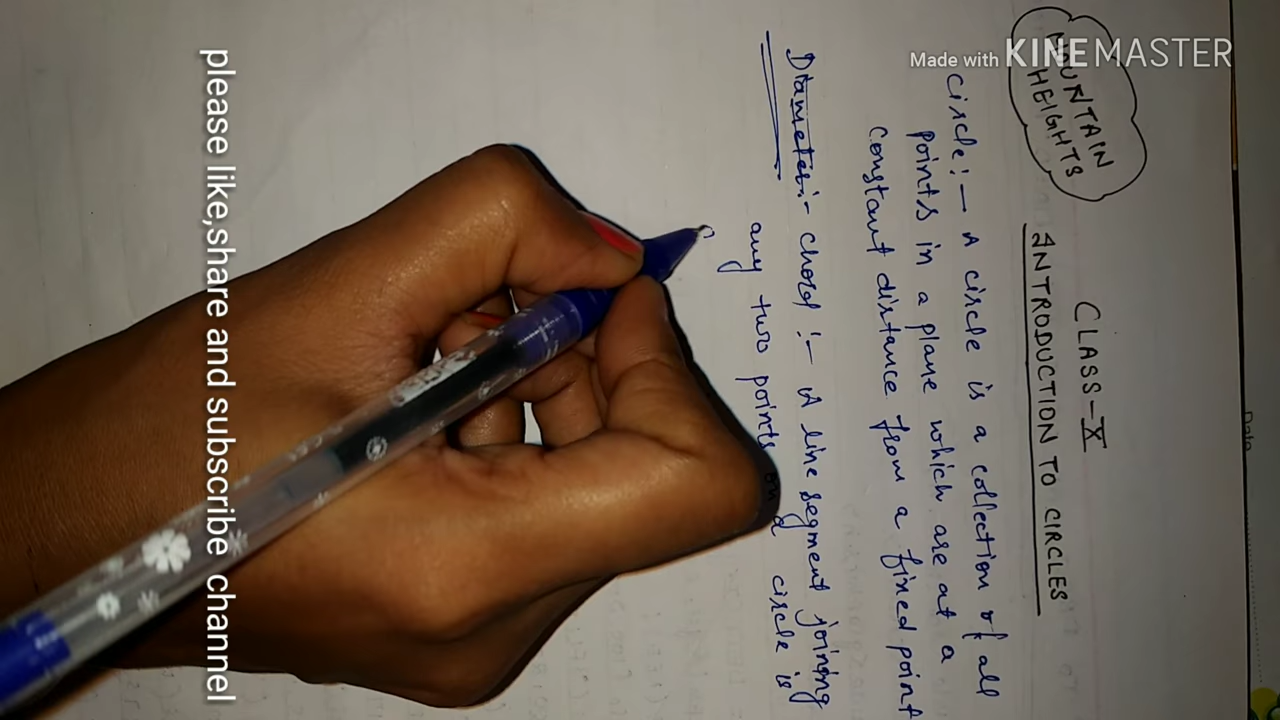 Made with KINEMASTER
MOUNTAIN
HEIGHTS
CLASS-X
INTRODUCTION TO CIRCLES
Circle:- A circle is a collection of all
points in a plane which are at a
constant distance from a fixed point
Diameter:- chord:- A line segment joining
any two points on a circle is
please like,share and subscribe channel